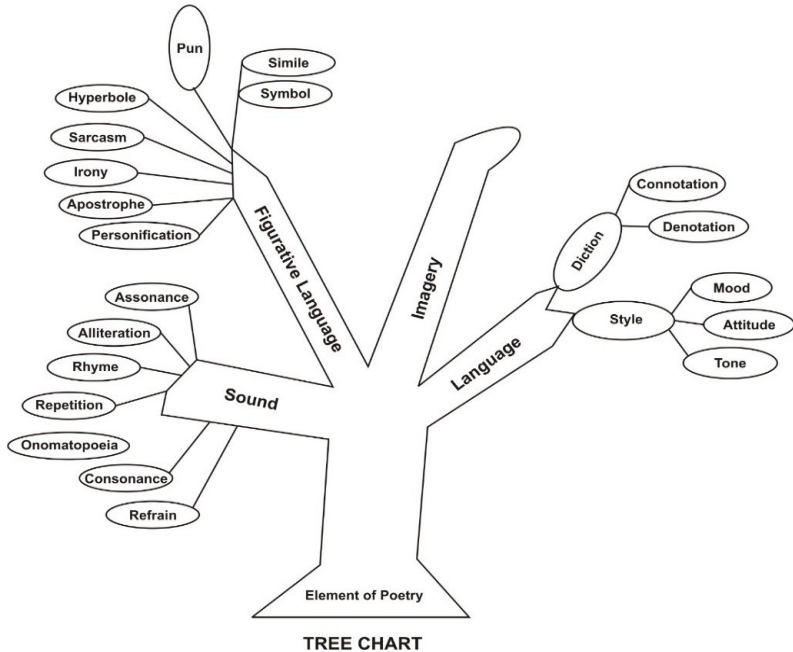 Pun
Simile
Symbol
Hyperbole
Sarcasm
Irony
Apostrophe
Personification
Figurative Language
Imagery
Connotation
Denotation
Diction
Mood
Style
Attitude
Tone
Language
Assonance
Alliteration
Rhyme
Repetition
Sound
Onomatopoeia
Consonance
Refrain
Element of Poetry
TREE CHART